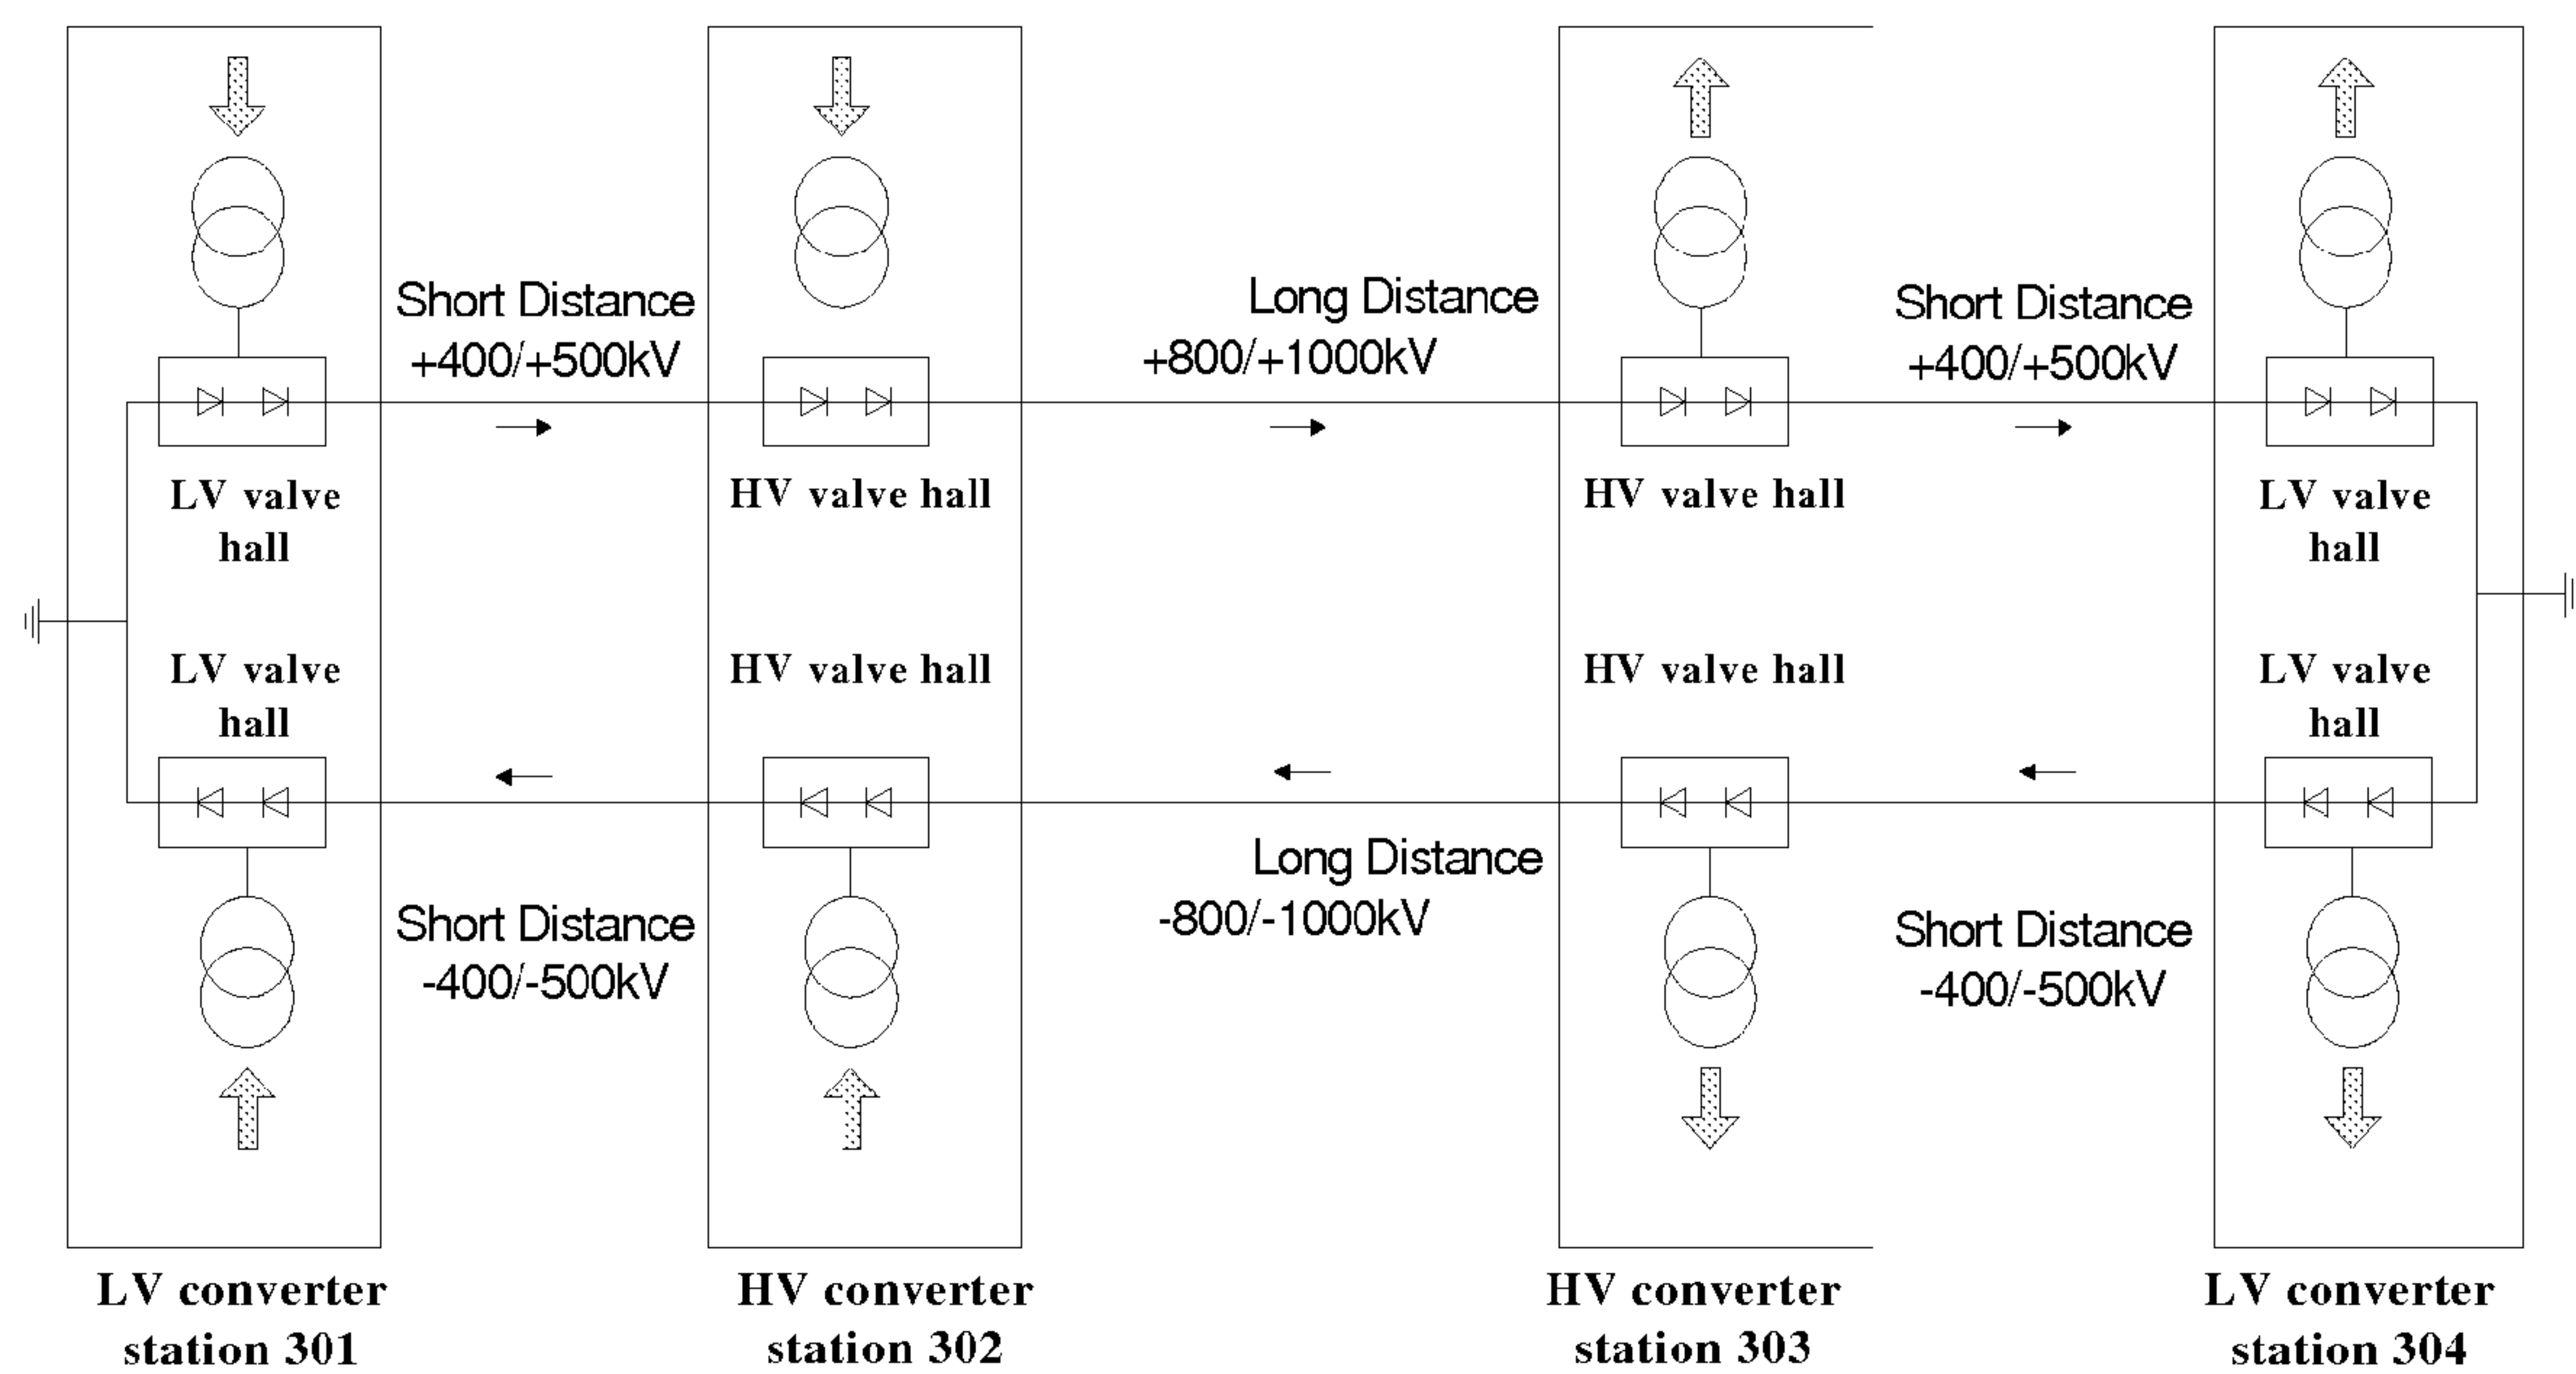 Short Distance
+400/+500kV
Long Distance
+800/+1000kV
Short Distance
+400/+500kV
LV valve
hall
HV valve hall
HV valve hall
LV valve
hall
LV valve
hall
HV valve hall
HV valve hall
LV valve
hall
Short Distance
-400/-500kV
Long Distance
-800/-1000kV
Short Distance
-400/-500kV
LV converter
station 301
HV converter
station 302
HV converter
station 303
LV converter
station 304